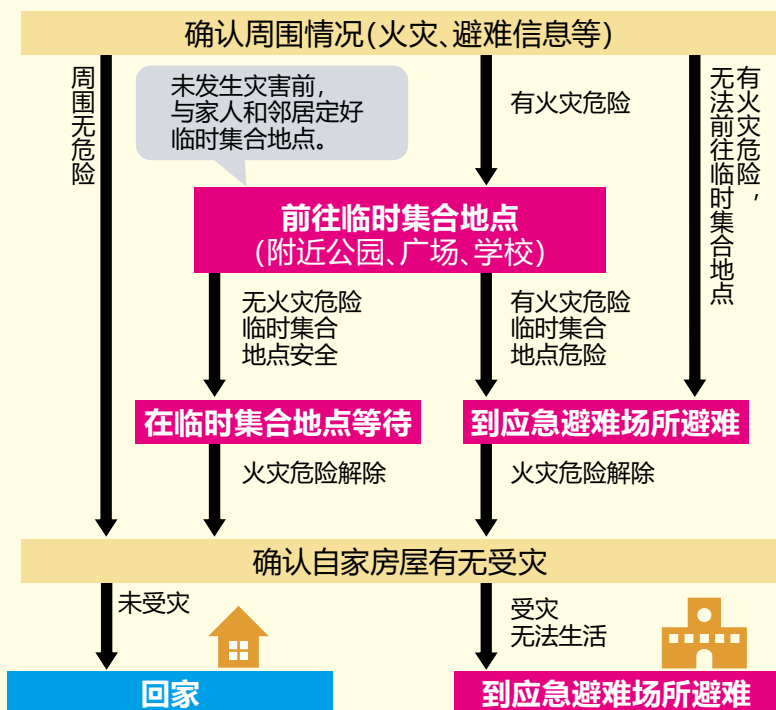 确认周围情况(火灾、避难信息等)
周围无危险
未发生灾害前，
与家人和邻居定好
临时集合地点。
有火灾危险
有火灾危险，
无法前往临时集合地点
前往临时集合地点
(附近公园、广场、学校)
无火灾危险
临时集合
地点安全
有火灾危险
临时集合
地点危险
在临时集合地点等待
到应急避难场所避难
火灾危险解除
火灾危险解除
确认自家房屋有无受灾
未受灾
受灾
无法生活
回家
到应急避难场所避难